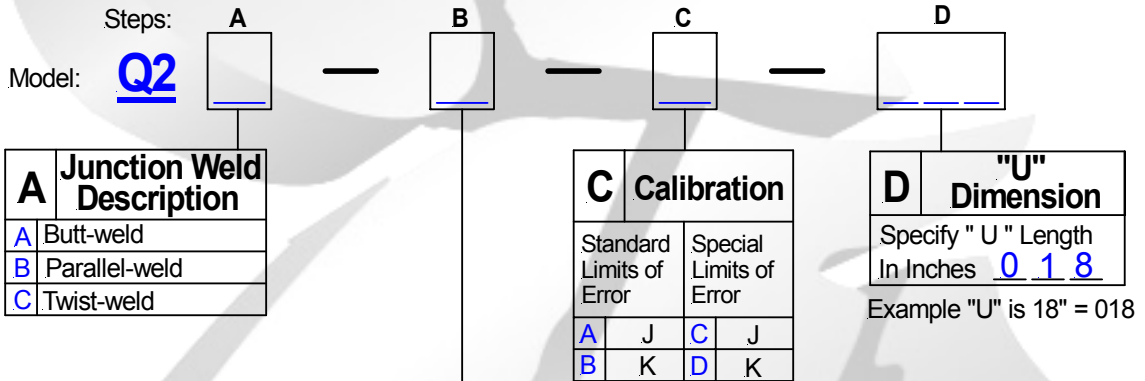 Steps: A B C D
Model: Q2 — — —
A Junction Weld Description
A Butt-weld
B Parallel-weld
C Twist-weld
C Calibration
Standard Limits of Error
Special Limits of Error
A J C J
B K D K
D "U" Dimension
Specify " U " Length
In Inches 0 1 8
Example "U" is 18" = 018